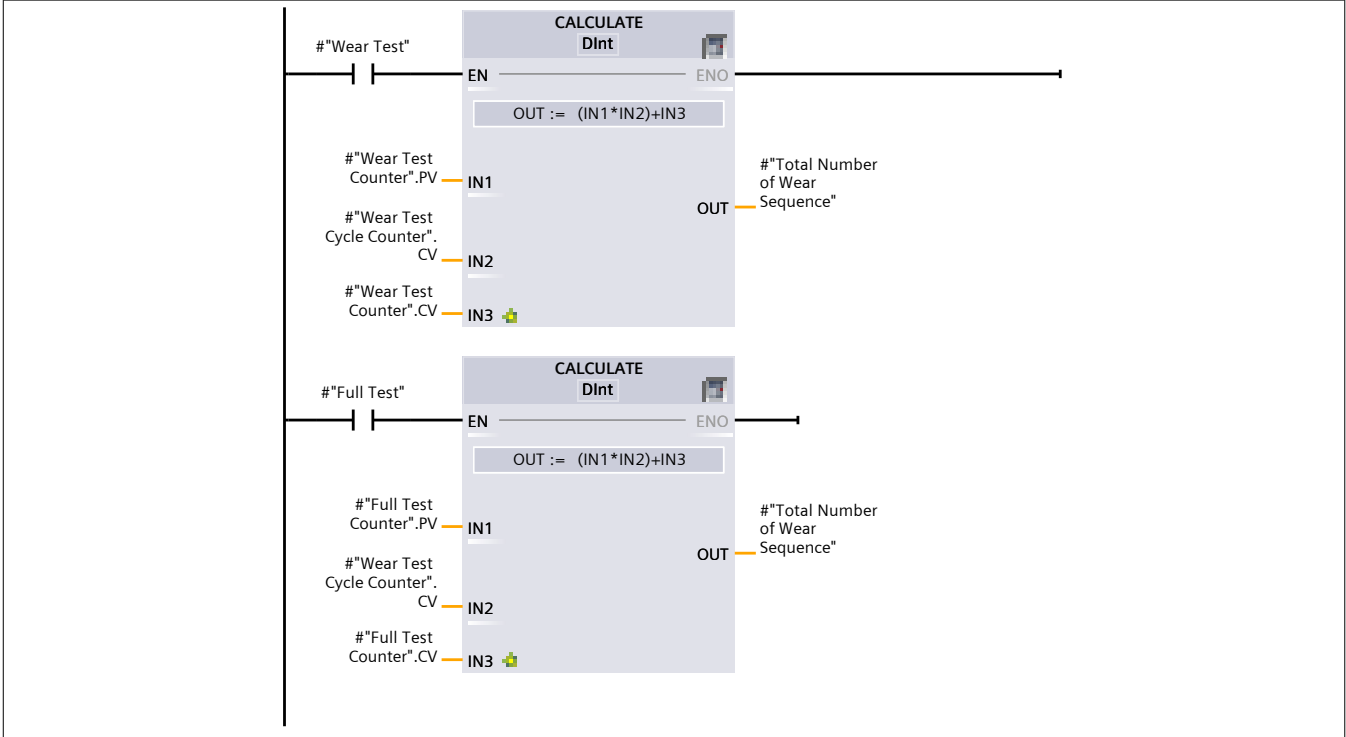 CALCULATE
DInt
#"Wear Test"
EN
ENO
OUT := (IN1*IN2)+IN3
#"Wear Test
Counter".PV
IN1
#"Wear Test
Cycle Counter".
CV
IN2
#"Wear Test
Counter".CV
IN3
OUT
#"Total Number
of Wear
Sequence"
CALCULATE
DInt
#"Full Test"
EN
ENO
OUT := (IN1*IN2)+IN3
#"Full Test
Counter".PV
IN1
#"Wear Test
Cycle Counter".
CV
IN2
#"Full Test
Counter".CV
IN3
OUT
#"Total Number
of Wear
Sequence"